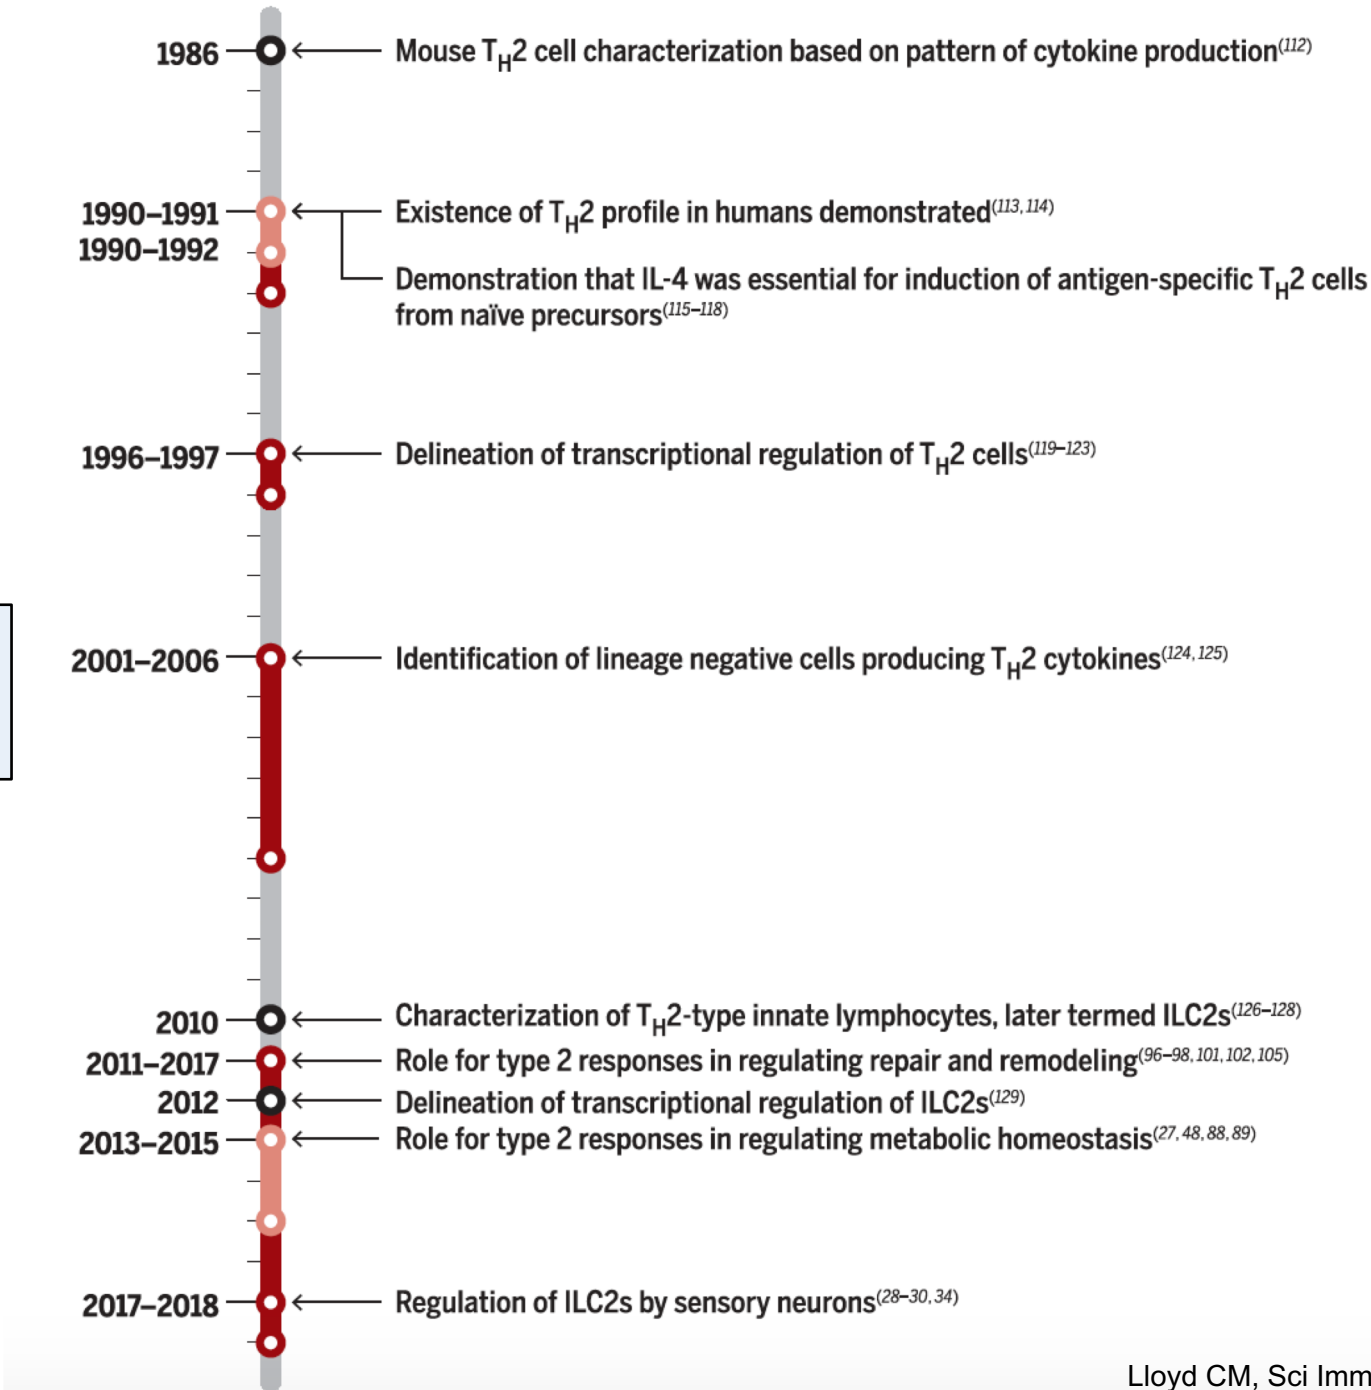 1986 Mouse TH2 cell characterization based on pattern of cytokine production(112)
1990–1991 Existence of TH2 profile in humans demonstrated(113, 114)
1990–1992 Demonstration that IL-4 was essential for induction of antigen-specific TH2 cells
from naïve precursors(115–118)
1996–1997 Delineation of transcriptional regulation of TH2 cells(119–123)
2001–2006 Identification of lineage negative cells producing TH2 cytokines(124, 125)
2010 Characterization of TH2-type innate lymphocytes, later termed ILC2s(126–128)
2011–2017 Role for type 2 responses in regulating repair and remodeling(96–98, 101, 102, 105)
2012 Delineation of transcriptional regulation of ILC2s(129)
2013–2015 Role for type 2 responses in regulating metabolic homeostasis(27, 48, 88, 89)
2017–2018 Regulation of ILC2s by sensory neurons(28–30, 34)
Lloyd CM, Sci Imm